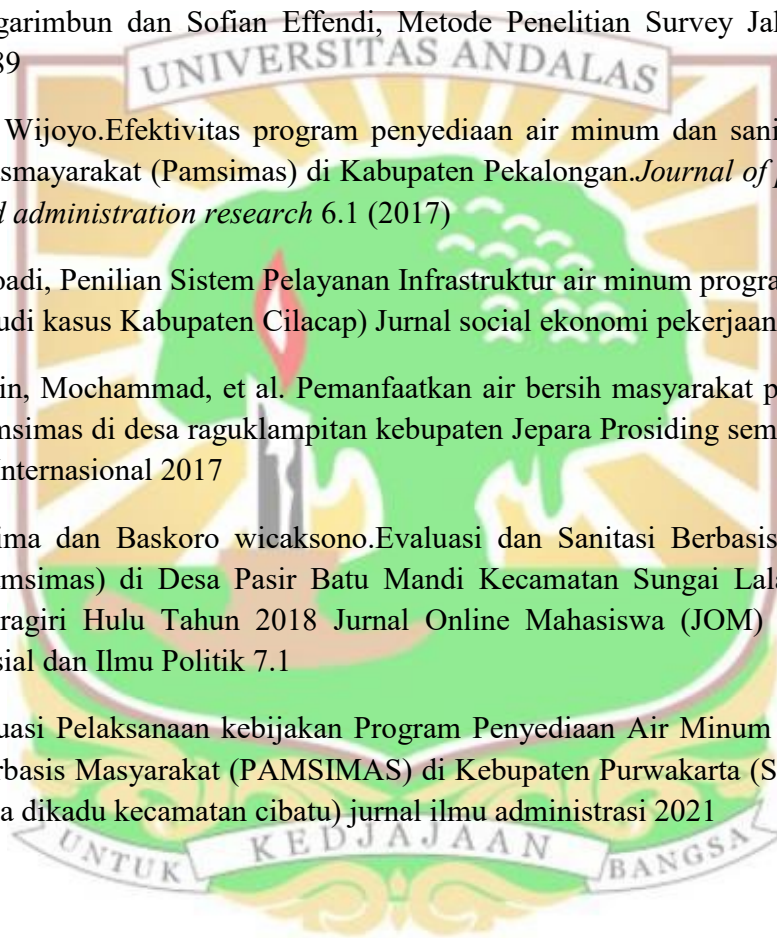 garimbun dan Sofian Effendi, Metode Penelitian Survey Jal
89
UNIVERSITAS ANDALAS
Wijoyo.Efektivitas program penyediaan air minum dan sani
smayarakat (Pamsimas) di Kabupaten Pekalongan.Journal of p
d administration research 6.1 (2017)
oadi, Penilian Sistem Pelayanan Infrastruktur air minum progra
udi kasus Kabupaten Cilacap) Jurnal social ekonomi pekerjaan
in, Mochammad, et al. Pemanfaatkan air bersih masyarakat p
msimas di desa raguklampitan kebupaten Jepara Prosiding sem
Internasional 2017
ima dan Baskoro wicaksono.Evaluasi dan Sanitasi Berbasis
amsimas) di Desa Pasir Batu Mandi Kecamatan Sungai Lala
ragiri Hulu Tahun 2018 Jurnal Online Mahasiswa (JOM)
sial dan Ilmu Politik 7.1
uasi Pelaksanaan kebijakan Program Penyediaan Air Minum
rbasis Masyarakat (PAMSIMAS) di Kebupaten Purwakarta (S
a dikadu kecamatan cibatu) jurnal ilmu administrasi 2021
UNTUK KEDJAJAAN BANGSA